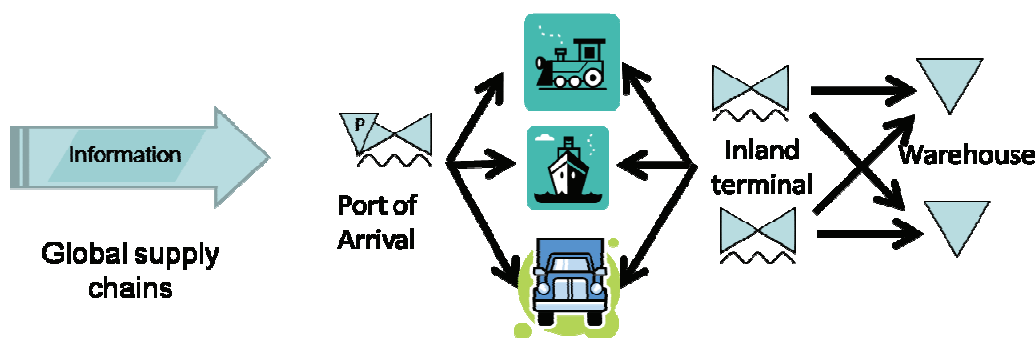 Information
Global supply
chains
P
Port of
Arrival
Inland
terminal
Warehouse